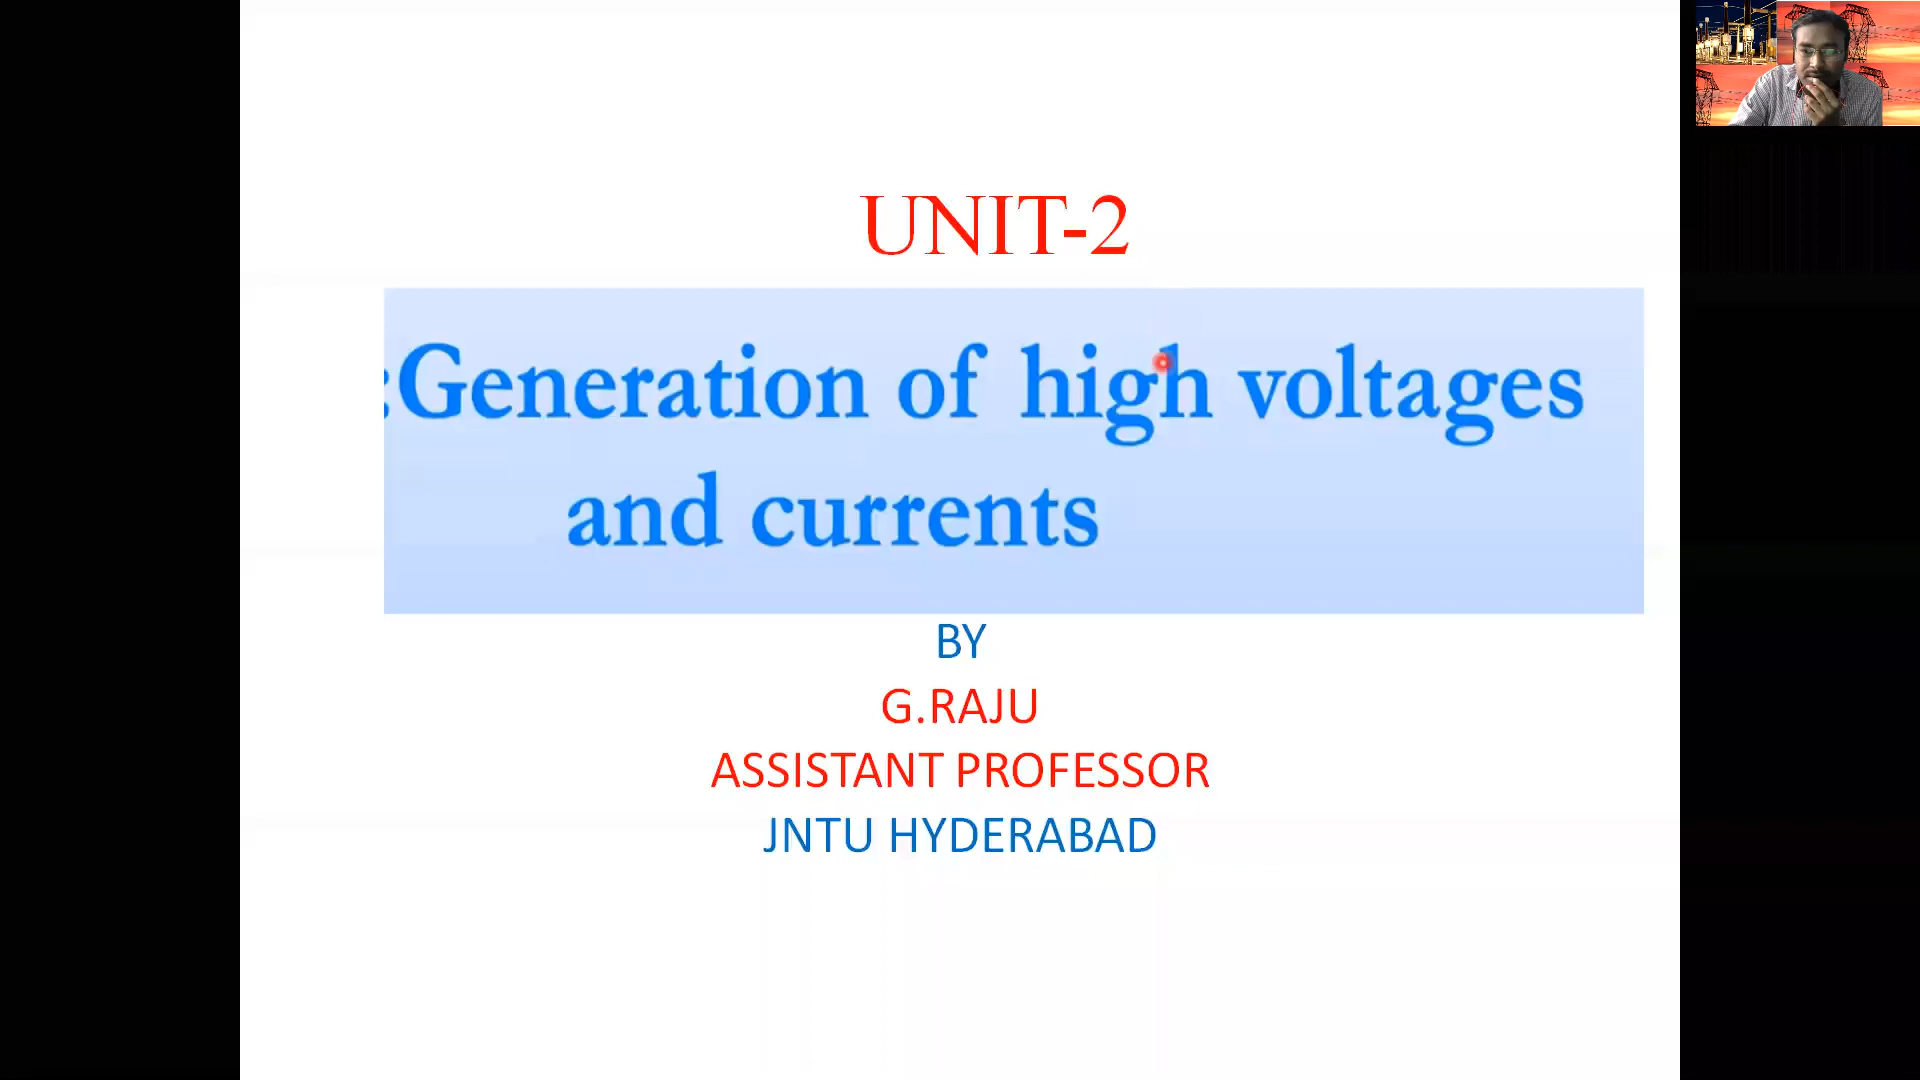 UNIT-2
:Generation of high voltages
and currents
BY
G.RAJU
ASSISTANT PROFESSOR
JNTU HYDERABAD